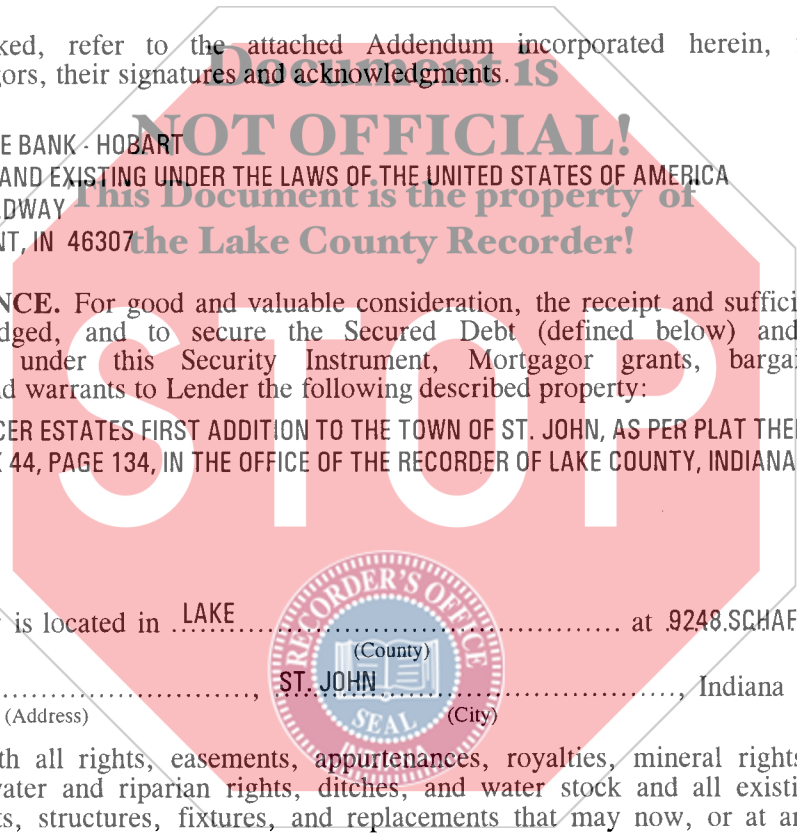 ked, refer to the attached Addendum incorporated herein,
gors, their signatures and acknowledgments.
Document is
NOT OFFICIAL!
This Document is the property of
the Lake County Recorder!
E BANK - HOBART
AND EXISTING UNDER THE LAWS OF THE UNITED STATES OF AMERICA
DWAY
NT, IN 46307
NCE. For good and valuable consideration, the receipt and suffici
dged, and to secure the Secured Debt (defined below) and
under this Security Instrument, Mortgagor grants, bargai
nd warrants to Lender the following described property:
CER ESTATES FIRST ADDITION TO THE TOWN OF ST. JOHN, AS PER PLAT THE
44, PAGE 134, IN THE OFFICE OF THE RECORDER OF LAKE COUNTY, INDIANA
STOP
RECORDER'S OFFICE
SEAL
INDIANA
is located in LAKE at 9248 SCHAF
(County)
, ST. JOHN , Indiana
(Address) (City)
th all rights, easements, appurtenances, royalties, mineral rights
water and riparian rights, ditches, and water stock and all existi
ts, structures, fixtures, and replacements that may now, or at an